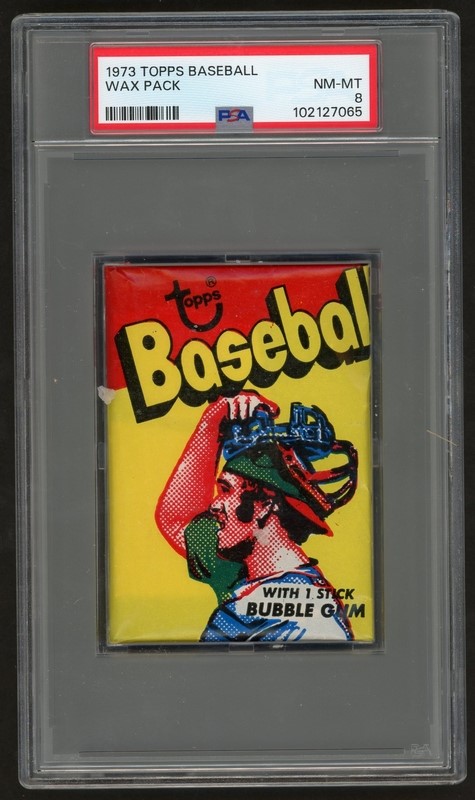 1973 TOPPS BASEBALL
WAX PACK
NM-MT
8
102127065
PSA
Topps®
Baseball
WITH 1 STICK
BUBBLE GUM